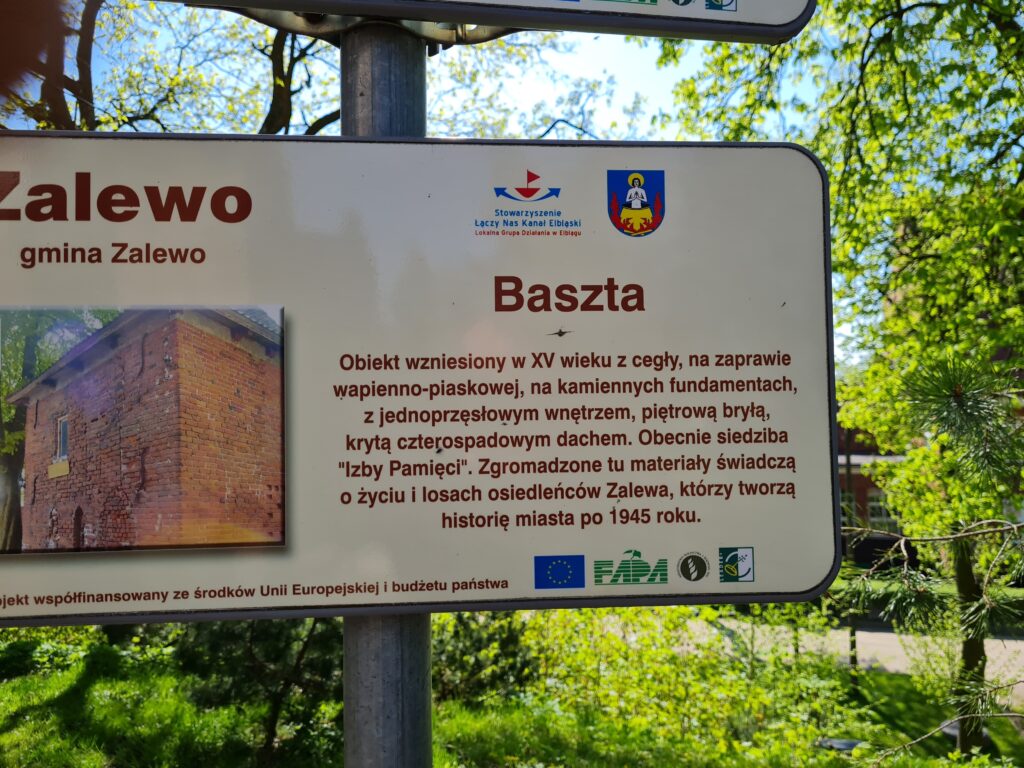 Zalewo
gmina Zalewo
Stowarzyszenie
Łączy Nas Kanał Elbląski
Lokalna Grupa Działania w Elblągu
Baszta
Obiekt wzniesiony w XV wieku z cegły, na zaprawie
wapienno-piaskowej, na kamiennych fundamentach,
z jednoprzęsłowym wnętrzem, piętrową bryłą,
krytą czterospadowym dachem. Obecnie siedziba
"Izby Pamięci". Zgromadzone tu materiały świadczą
o życiu i losach osiedleńców Zalewa, którzy tworzą
historię miasta po 1945 roku.
FAPA
ojekt współfinansowany ze środków Unii Europejskiej i budżetu państwa